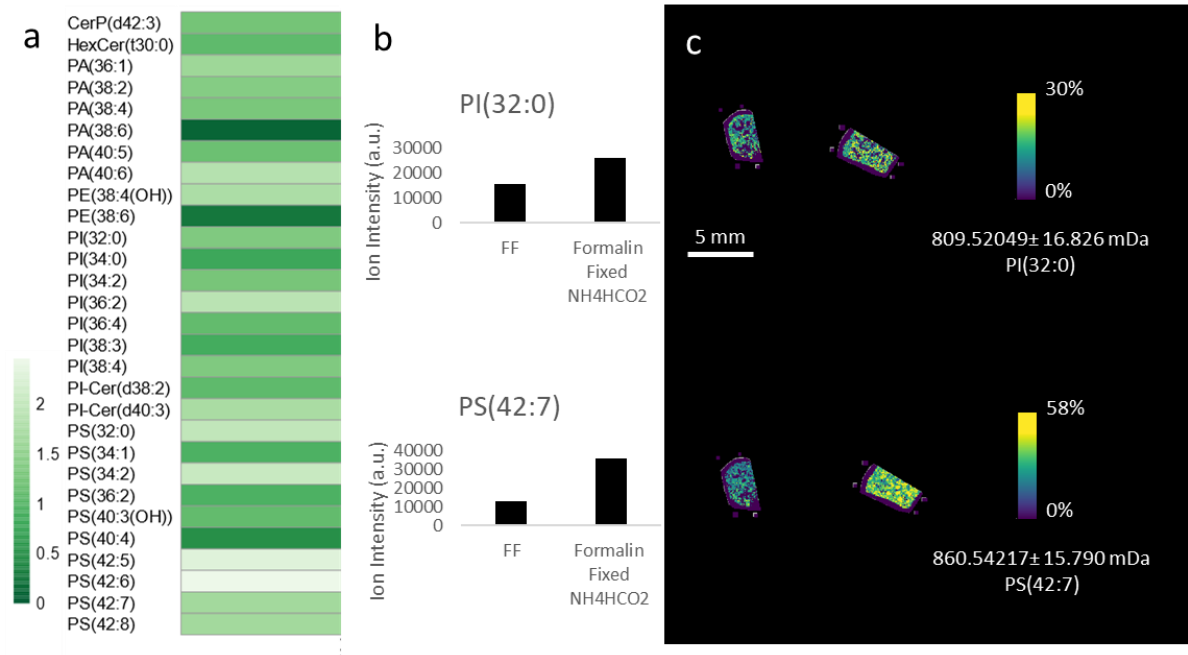 a
CerP(d42:3)
HexCer(t30:0)
PA(36:1)
PA(38:2)
PA(38:4)
PA(38:6)
PA(40:5)
PA(40:6)
PE(38:4(OH))
PE(38:6)
PI(32:0)
PI(34:0)
PI(34:2)
PI(36:2)
PI(36:4)
PI(38:3)
PI(38:4)
PI-Cer(d38:2)
PI-Cer(d40:3)
PS(32:0)
PS(34:1)
PS(34:2)
PS(36:2)
PS(40:3(OH))
PS(40:4)
PS(42:5)
PS(42:6)
PS(42:7)
PS(42:8)
2
1.5
1
0.5
0
b
PI(32:0)
Ion Intensity (a.u.)
30000
20000
10000
0
FF
Formalin
Fixed
NH4HCO2
PS(42:7)
Ion Intensity (a.u.)
40000
30000
20000
10000
0
FF
Formalin
Fixed
NH4HCO2
c
30%
0%
5 mm
809.52049± 16.826 mDa
PI(32:0)
58%
0%
860.54217± 15.790 mDa
PS(42:7)